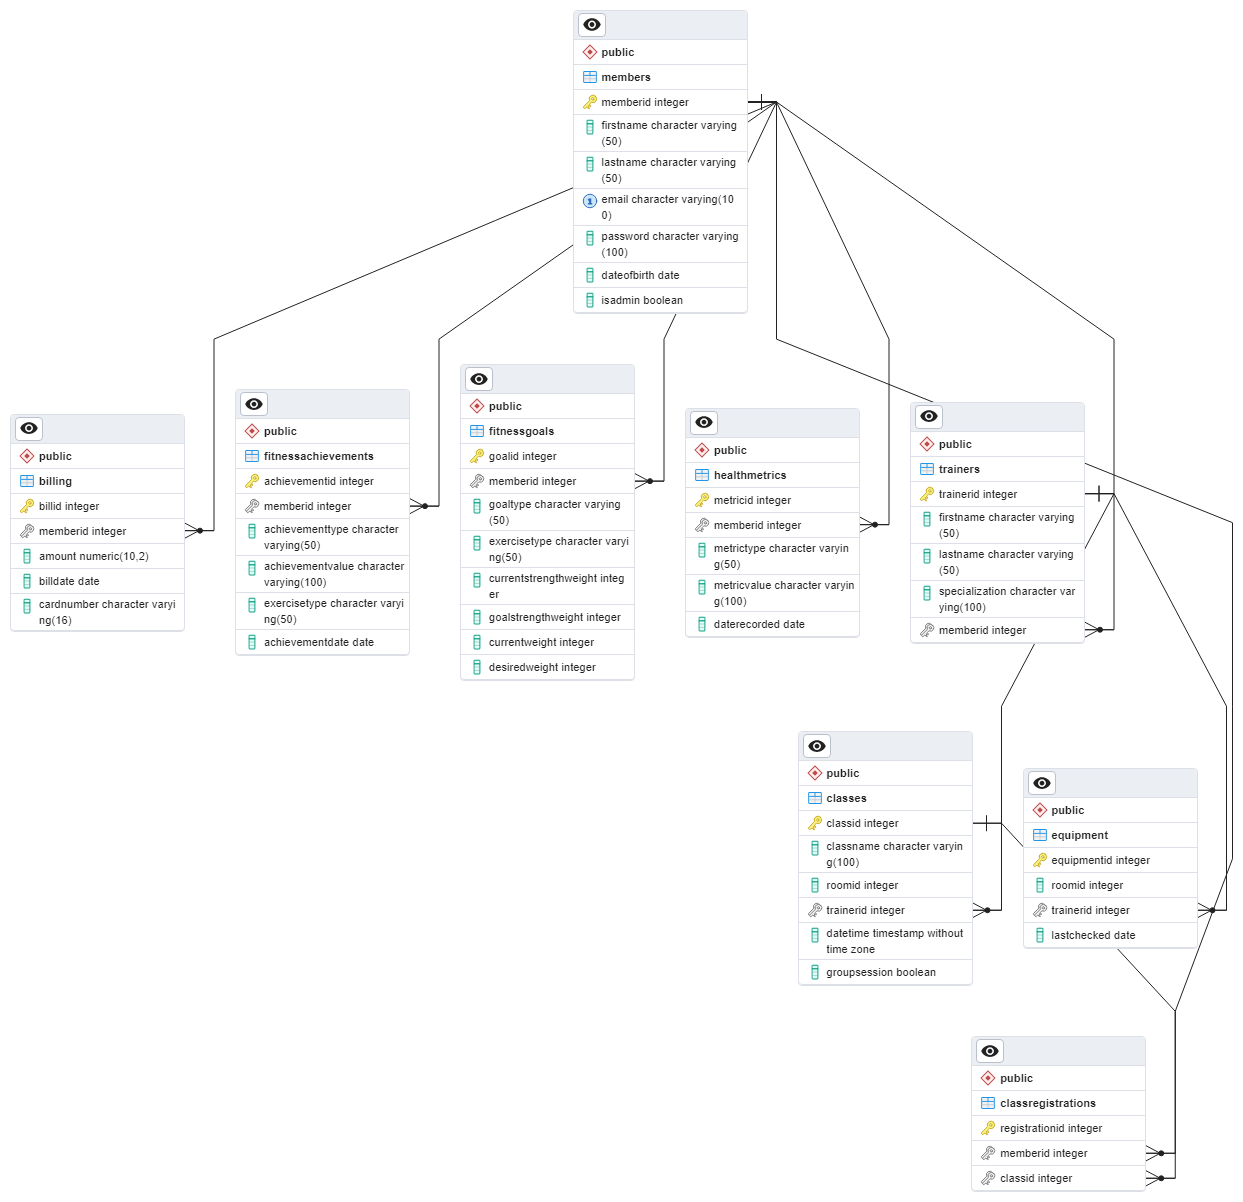 public
members
memberid integer
firstname character varying
(50)
lastname character varying
(50)
1
email character varying(10
0)
password character varying
(100)
dateofbirth date
isadmin boolean
public
billing
billid integer
memberid integer
amount numeric(10,2)
billdate date
cardnumber character varyi
ng(16)
public
fitnessachievements
achievementid integer
memberid integer
achievementtype character
varying(50)
achievementvalue character
varying(100)
exercisetype character varyi
ng(50)
achievementdate date
public
fitnessgoals
goalid integer
memberid integer
goaltype character varying
(50)
exercisetype character varyi
ng(50)
currentstrengthweight integ
er
goalstrengthweight integer
currentweight integer
desiredweight integer
public
healthmetrics
metricid integer
memberid integer
metrictype character varyin
g(50)
metricvalue character varyin
g(100)
daterecorded date
public
trainers
trainerid integer
firstname character varying
(50)
lastname character varying
(50)
specialization character var
ying(100)
memberid integer
public
classes
classid integer
classname character varyin
g(100)
roomid integer
trainerid integer
datetime timestamp without
time zone
groupsession boolean
public
equipment
equipmentid integer
roomid integer
trainerid integer
lastchecked date
public
classregistrations
registrationid integer
memberid integer
classid integer